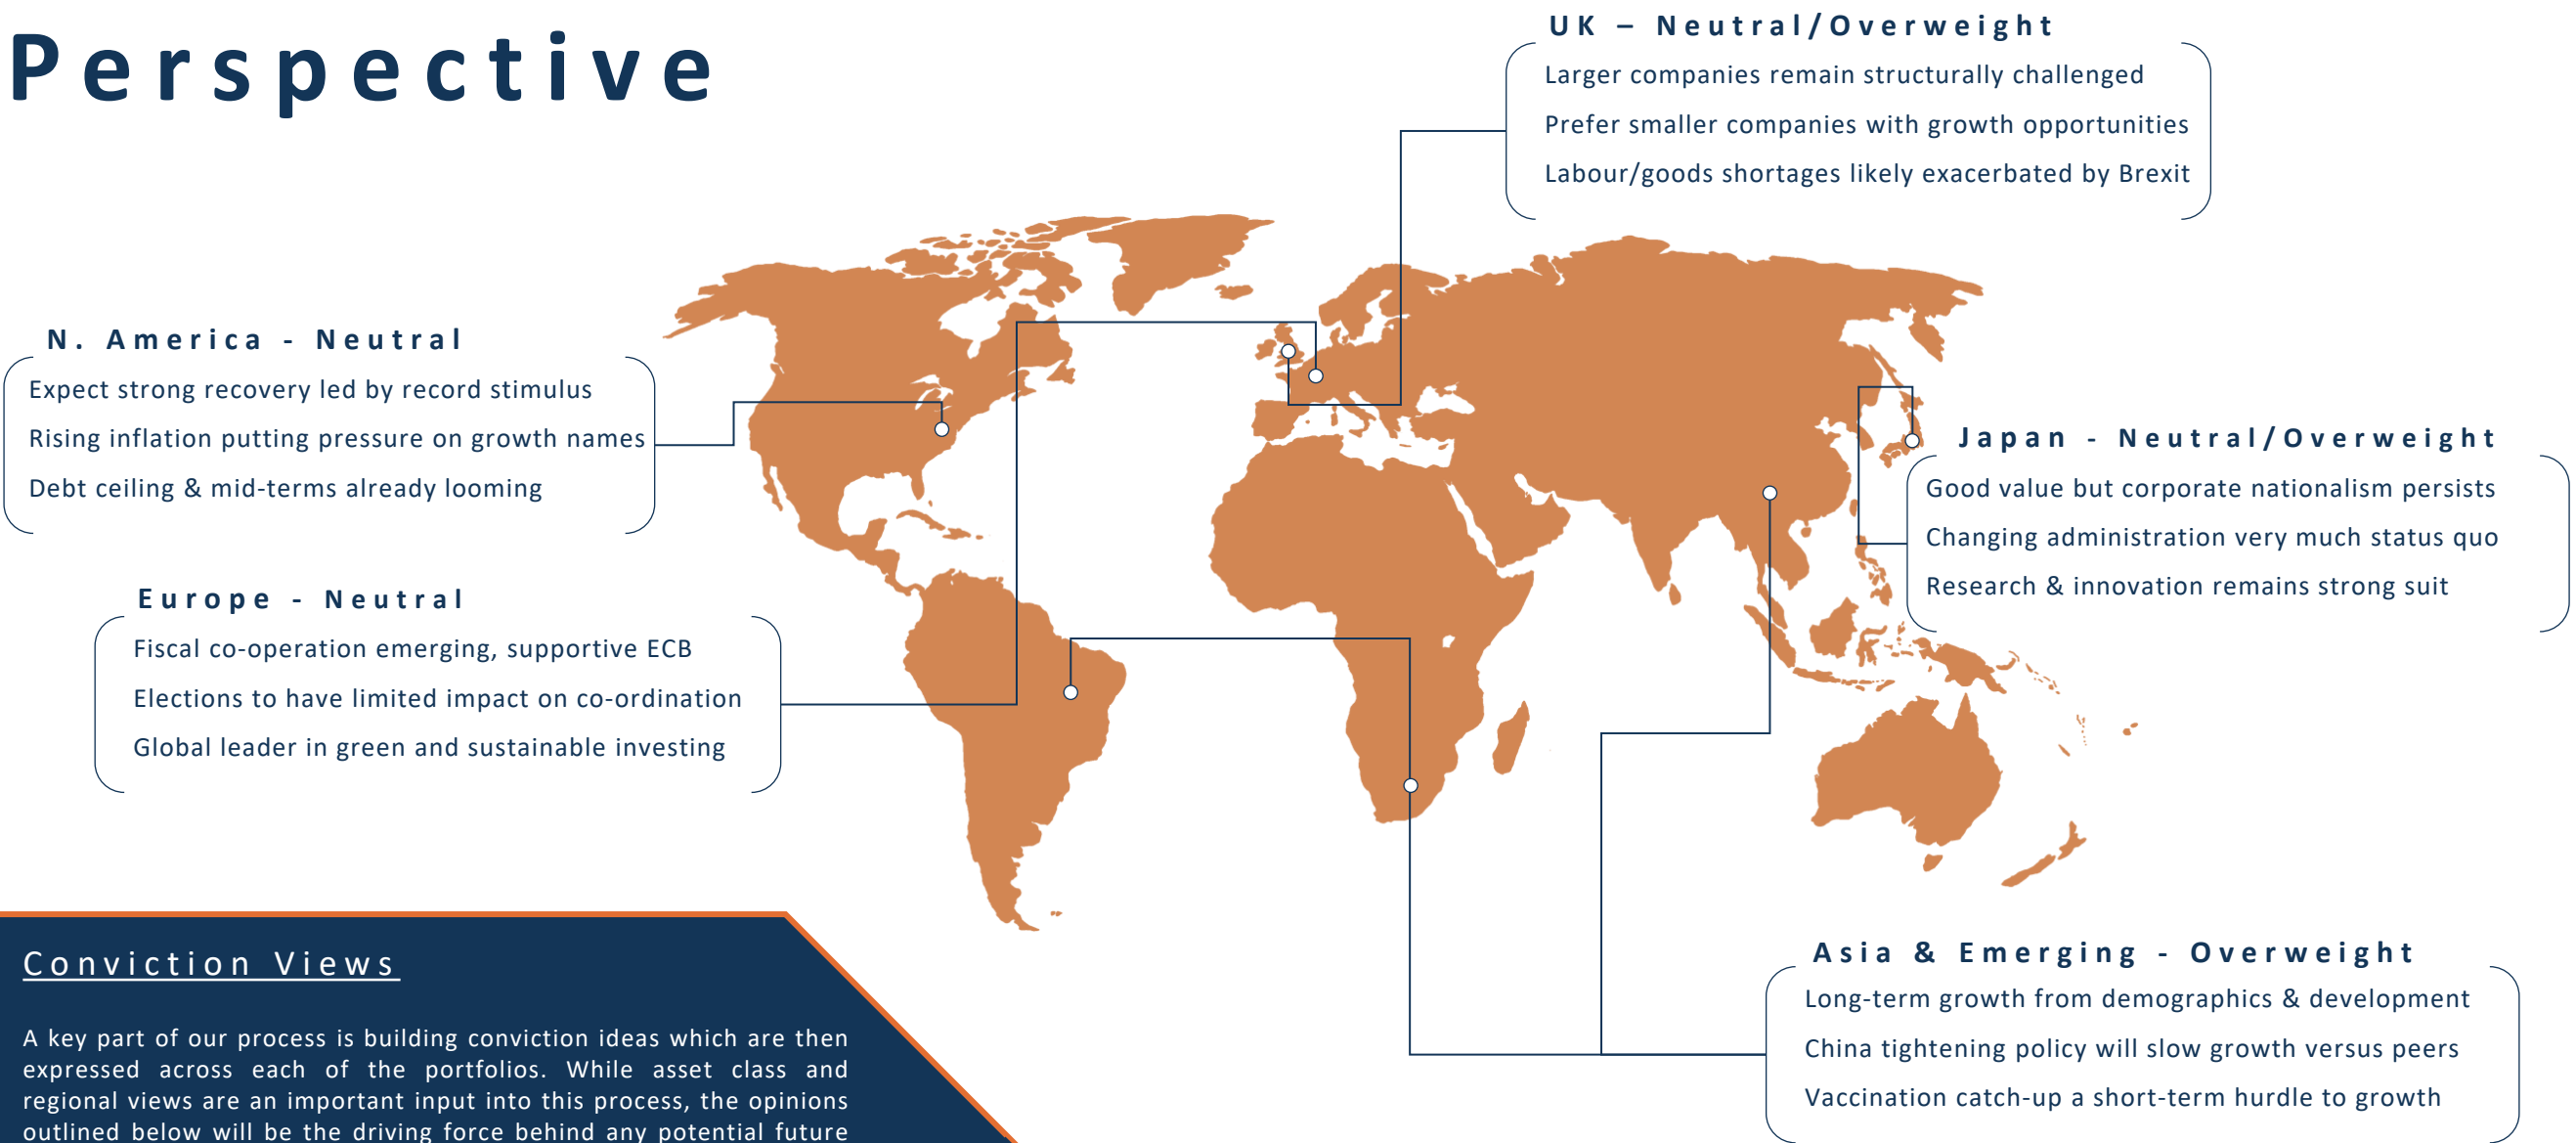 Perspective
UK – Neutral/Overweight
Larger companies remain structurally challenged
Prefer smaller companies with growth opportunities
Labour/goods shortages likely exacerbated by Brexit
N. America - Neutral
Expect strong recovery led by record stimulus
Rising inflation putting pressure on growth names
Debt ceiling & mid-terms already looming
Japan - Neutral/Overweight
Good value but corporate nationalism persists
Changing administration very much status quo
Research & innovation remains strong suit
Europe - Neutral
Fiscal co-operation emerging, supportive ECB
Elections to have limited impact on co-ordination
Global leader in green and sustainable investing
Asia & Emerging - Overweight
Long-term growth from demographics & development
China tightening policy will slow growth versus peers
Vaccination catch-up a short-term hurdle to growth
Conviction Views
A key part of our process is building conviction ideas which are then
expressed across each of the portfolios. While asset class and
regional views are an important input into this process, the opinions
outlined below will be the driving force behind any potential future